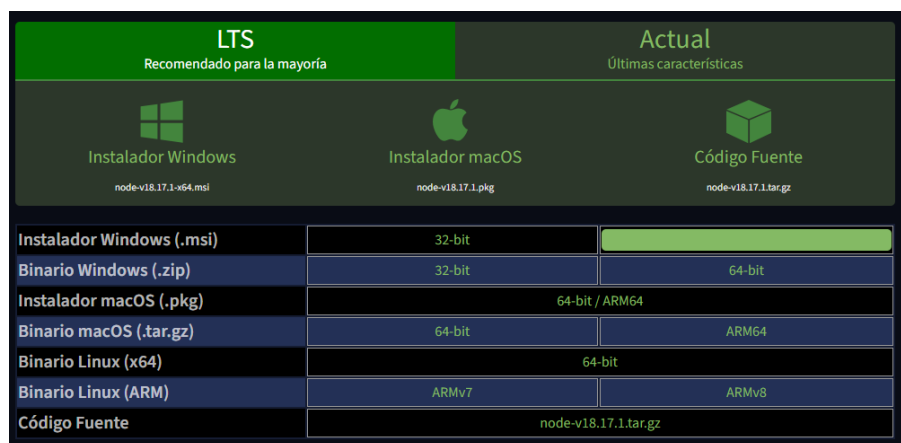 LTS
Recomendado para la mayoría
Actual
Últimas características
Instalador Windows
node-v18.17.1-x64.msi
Instalador macOS
node-v18.17.1.pkg
Código Fuente
node-v18.17.1.tar.gz
Instalador Windows (.msi) 32-bit
Binario Windows (.zip) 32-bit 64-bit
Instalador macOS (.pkg) 64-bit / ARM64
Binario macOS (.tar.gz) 64-bit ARM64
Binario Linux (x64) 64-bit
Binario Linux (ARM) ARMv7 ARMv8
Código Fuente node-v18.17.1.tar.gz